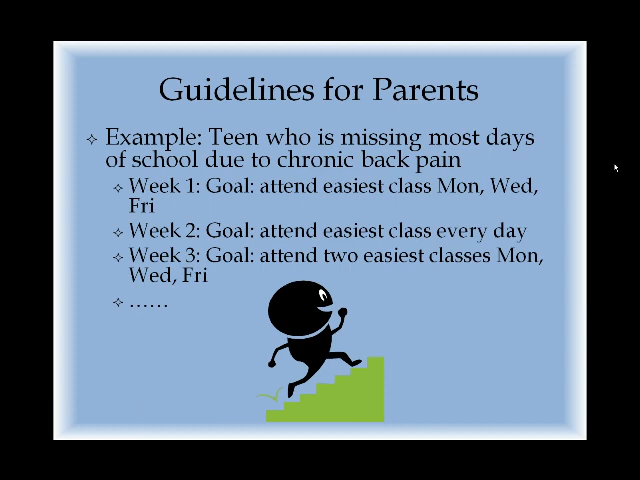 Guidelines for Parents
Example: Teen who is missing most days
of school due to chronic back pain
Week 1: Goal: attend easiest class Mon, Wed,
Fri
Week 2: Goal: attend easiest class every day
Week 3: Goal: attend two easiest classes Mon,
Wed, Fri
……